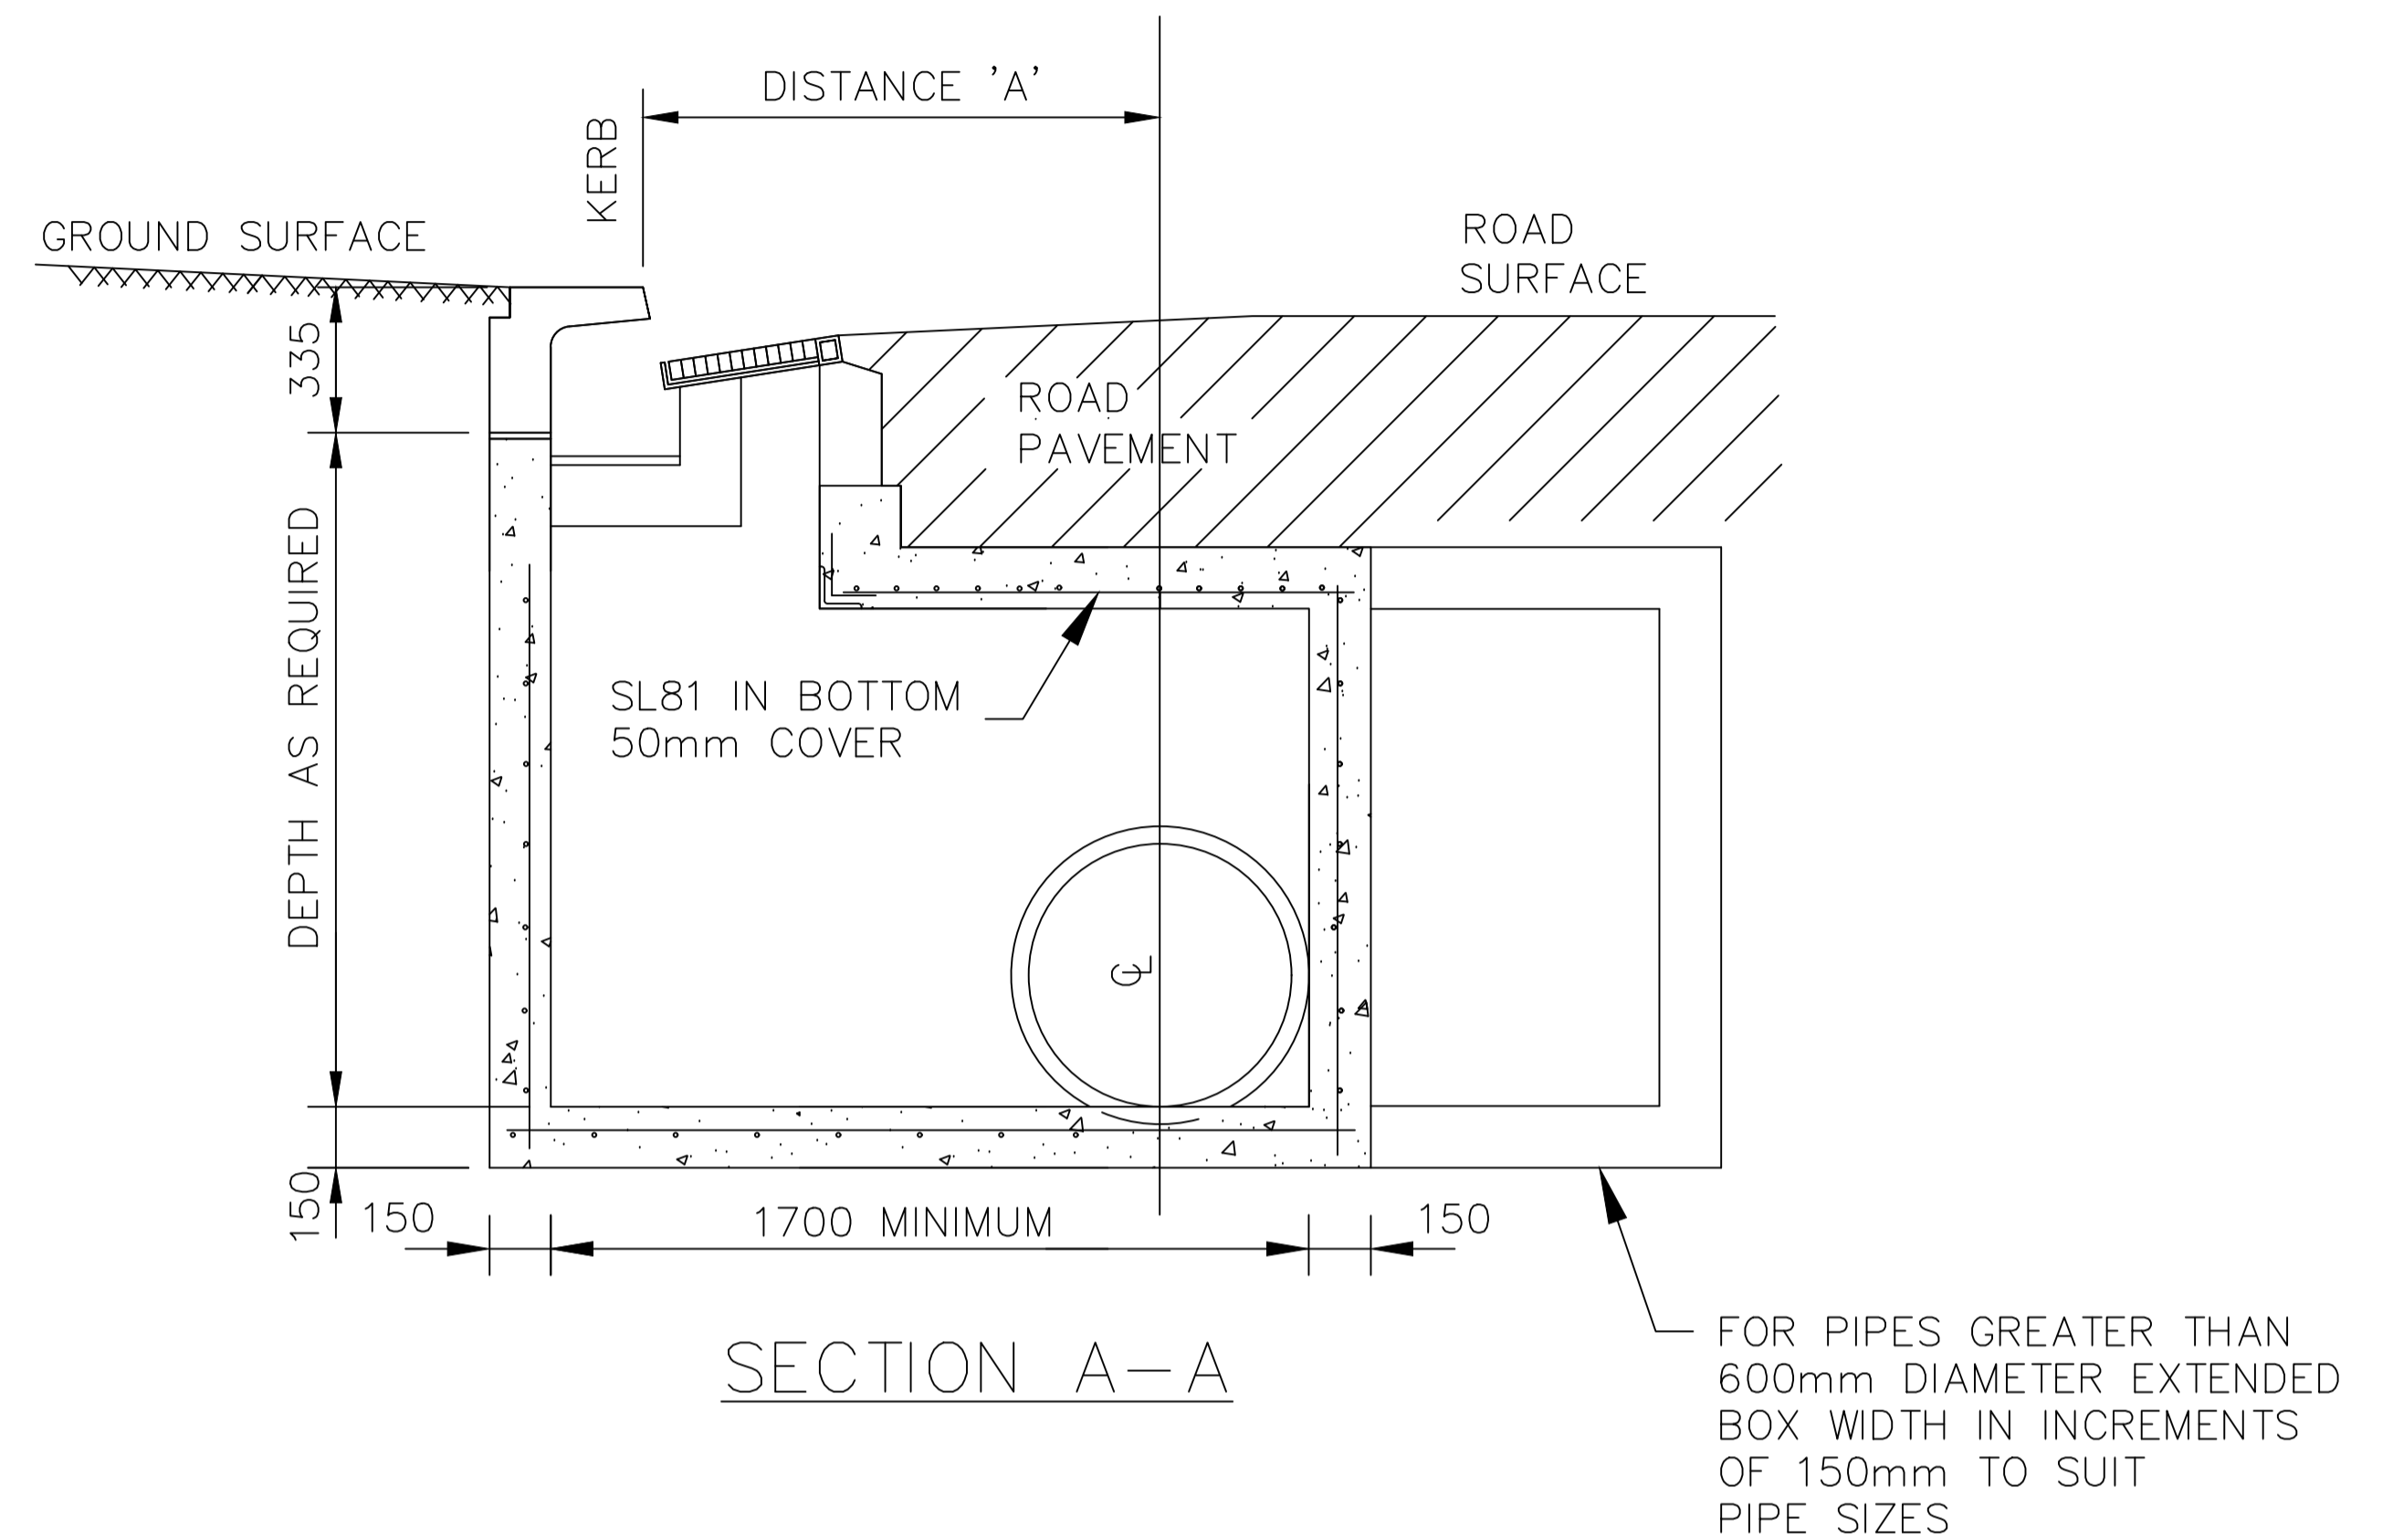 DISTANCE 'A'
KERB
GROUND SURFACE
ROAD
SURFACE
335
ROAD
PAVEMENT
DEPTH AS REQUIRED
SL81 IN BOTTOM
50mm COVER
CL
150
150
1700 MINIMUM
150
SECTION A-A
FOR PIPES GREATER THAN
600mm DIAMETER EXTENDED
BOX WIDTH IN INCREMENTS
OF 150mm TO SUIT
PIPE SIZES